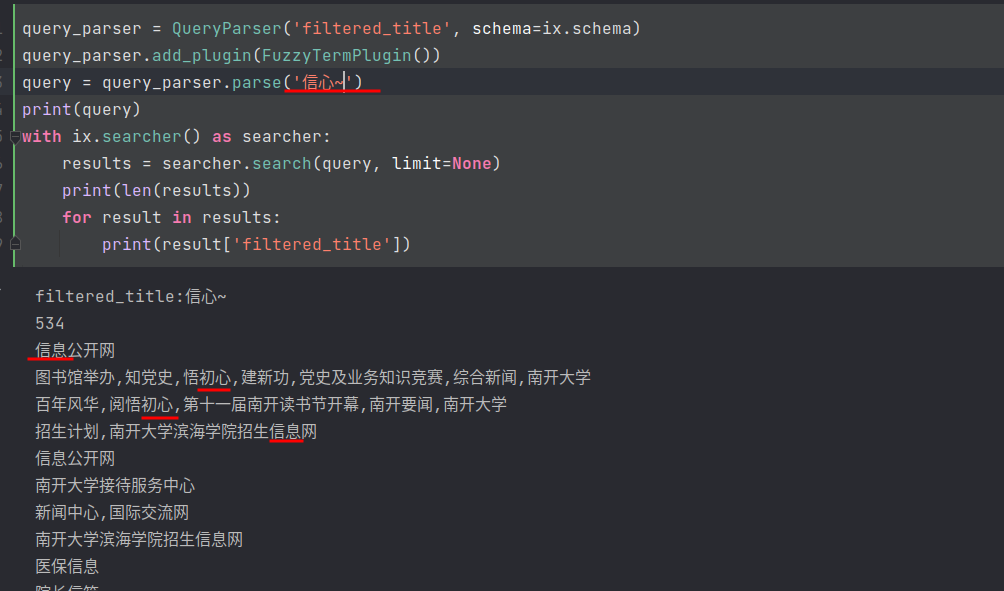 query_parser = QueryParser('filtered_title', schema=ix.schema)
query_parser.add_plugin(FuzzyTermPlugin())
query = query_parser.parse('信心~')
print(query)
with ix.searcher() as searcher:
    results = searcher.search(query, limit=None)
    print(len(results))
    for result in results:
        print(result['filtered_title'])
filtered_title:信心~
534
信息公开网
图书馆举办,知党史,悟初心,建新功,党史及业务知识竞赛,综合新闻,南开大学
百年风华,阅悟初心,第十一届南开读书节开幕,南开要闻,南开大学
招生计划,南开大学滨海学院招生信息网
信息公开网
南开大学接待服务中心
新闻中心,国际交流网
南开大学滨海学院招生信息网
医保信息